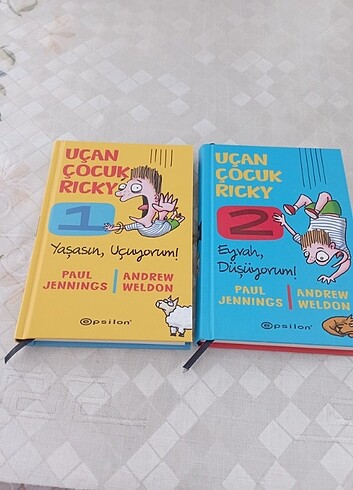 UÇAN
ÇOCUK
RICKY
1
Yaşasın, Uçuyorum!
PAUL
JENNINGS
ANDREW
WELDON
epsilon
UÇAN
ÇOCUK
RICKY
2
Eyvah,
Düşüyorum!
PAUL
JENNINGS
ANDREW
WELDON
epsilon